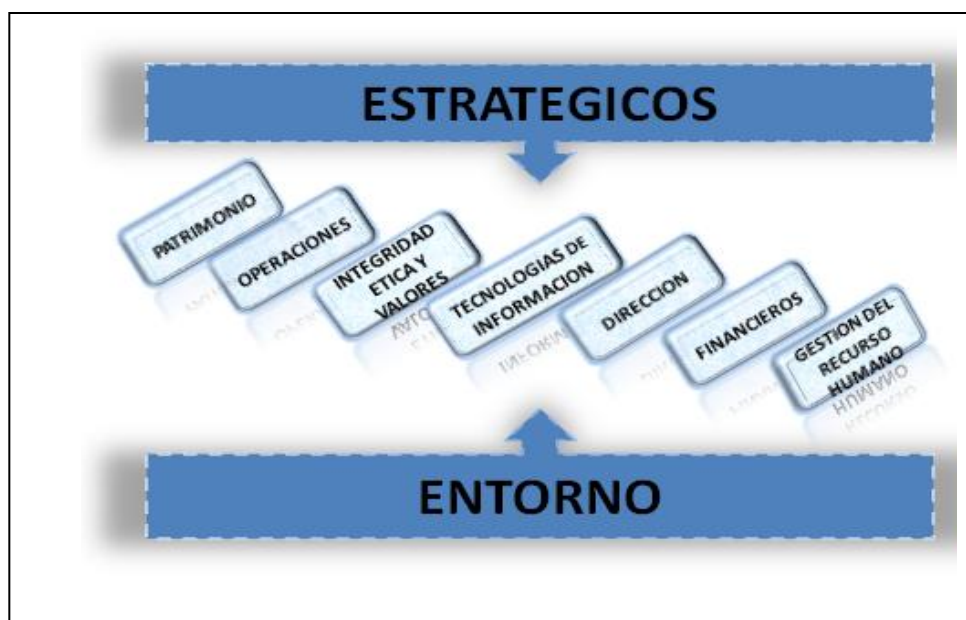 ESTRATEGICOS
PATRIMONIO
OPERACIONES
INTEGRIDAD
ETICA Y
VALORES
TECNOLOGIAS DE
INFORMACION
DIRECCION
FINANCIEROS
GESTION DEL
RECURSO
HUMANO
ENTORNO